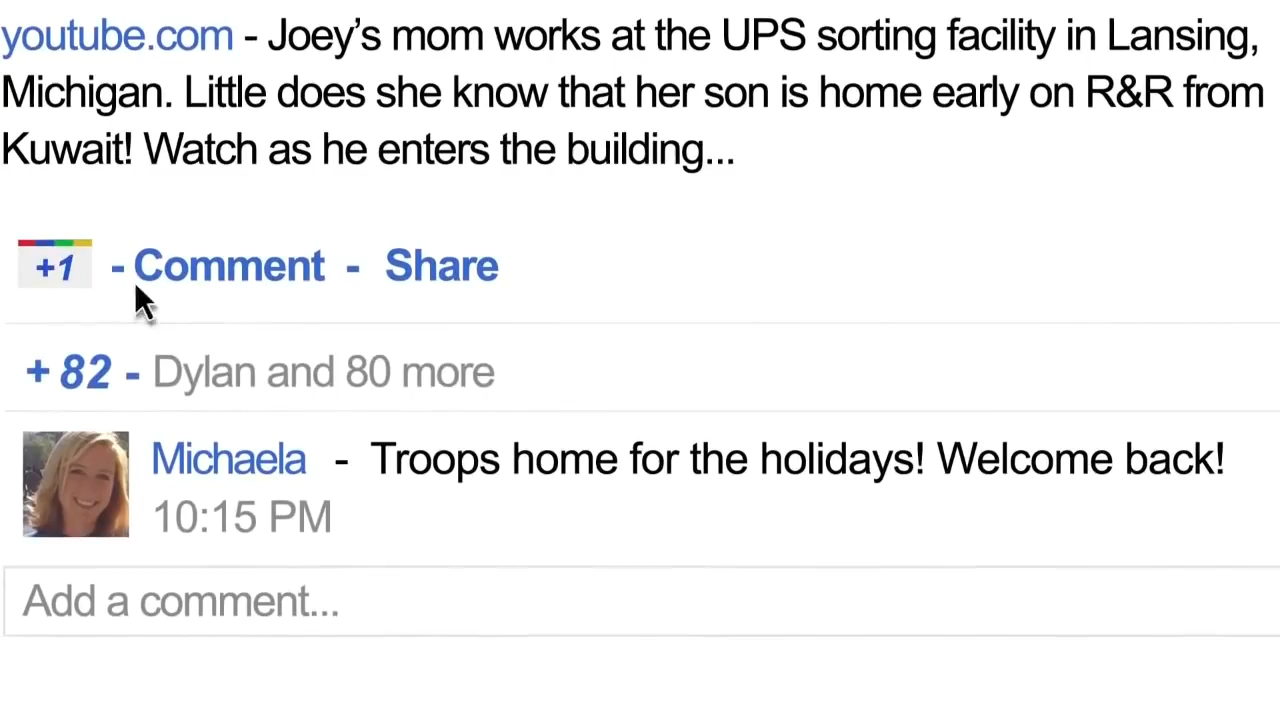 youtube.com - Joey’s mom works at the UPS sorting facility in Lansing,
Michigan. Little does she know that her son is home early on R&R from
Kuwait! Watch as he enters the building...
+1 - Comment - Share
+ 82 - Dylan and 80 more
Michaela - Troops home for the holidays! Welcome back!
10:15 PM
Add a comment...